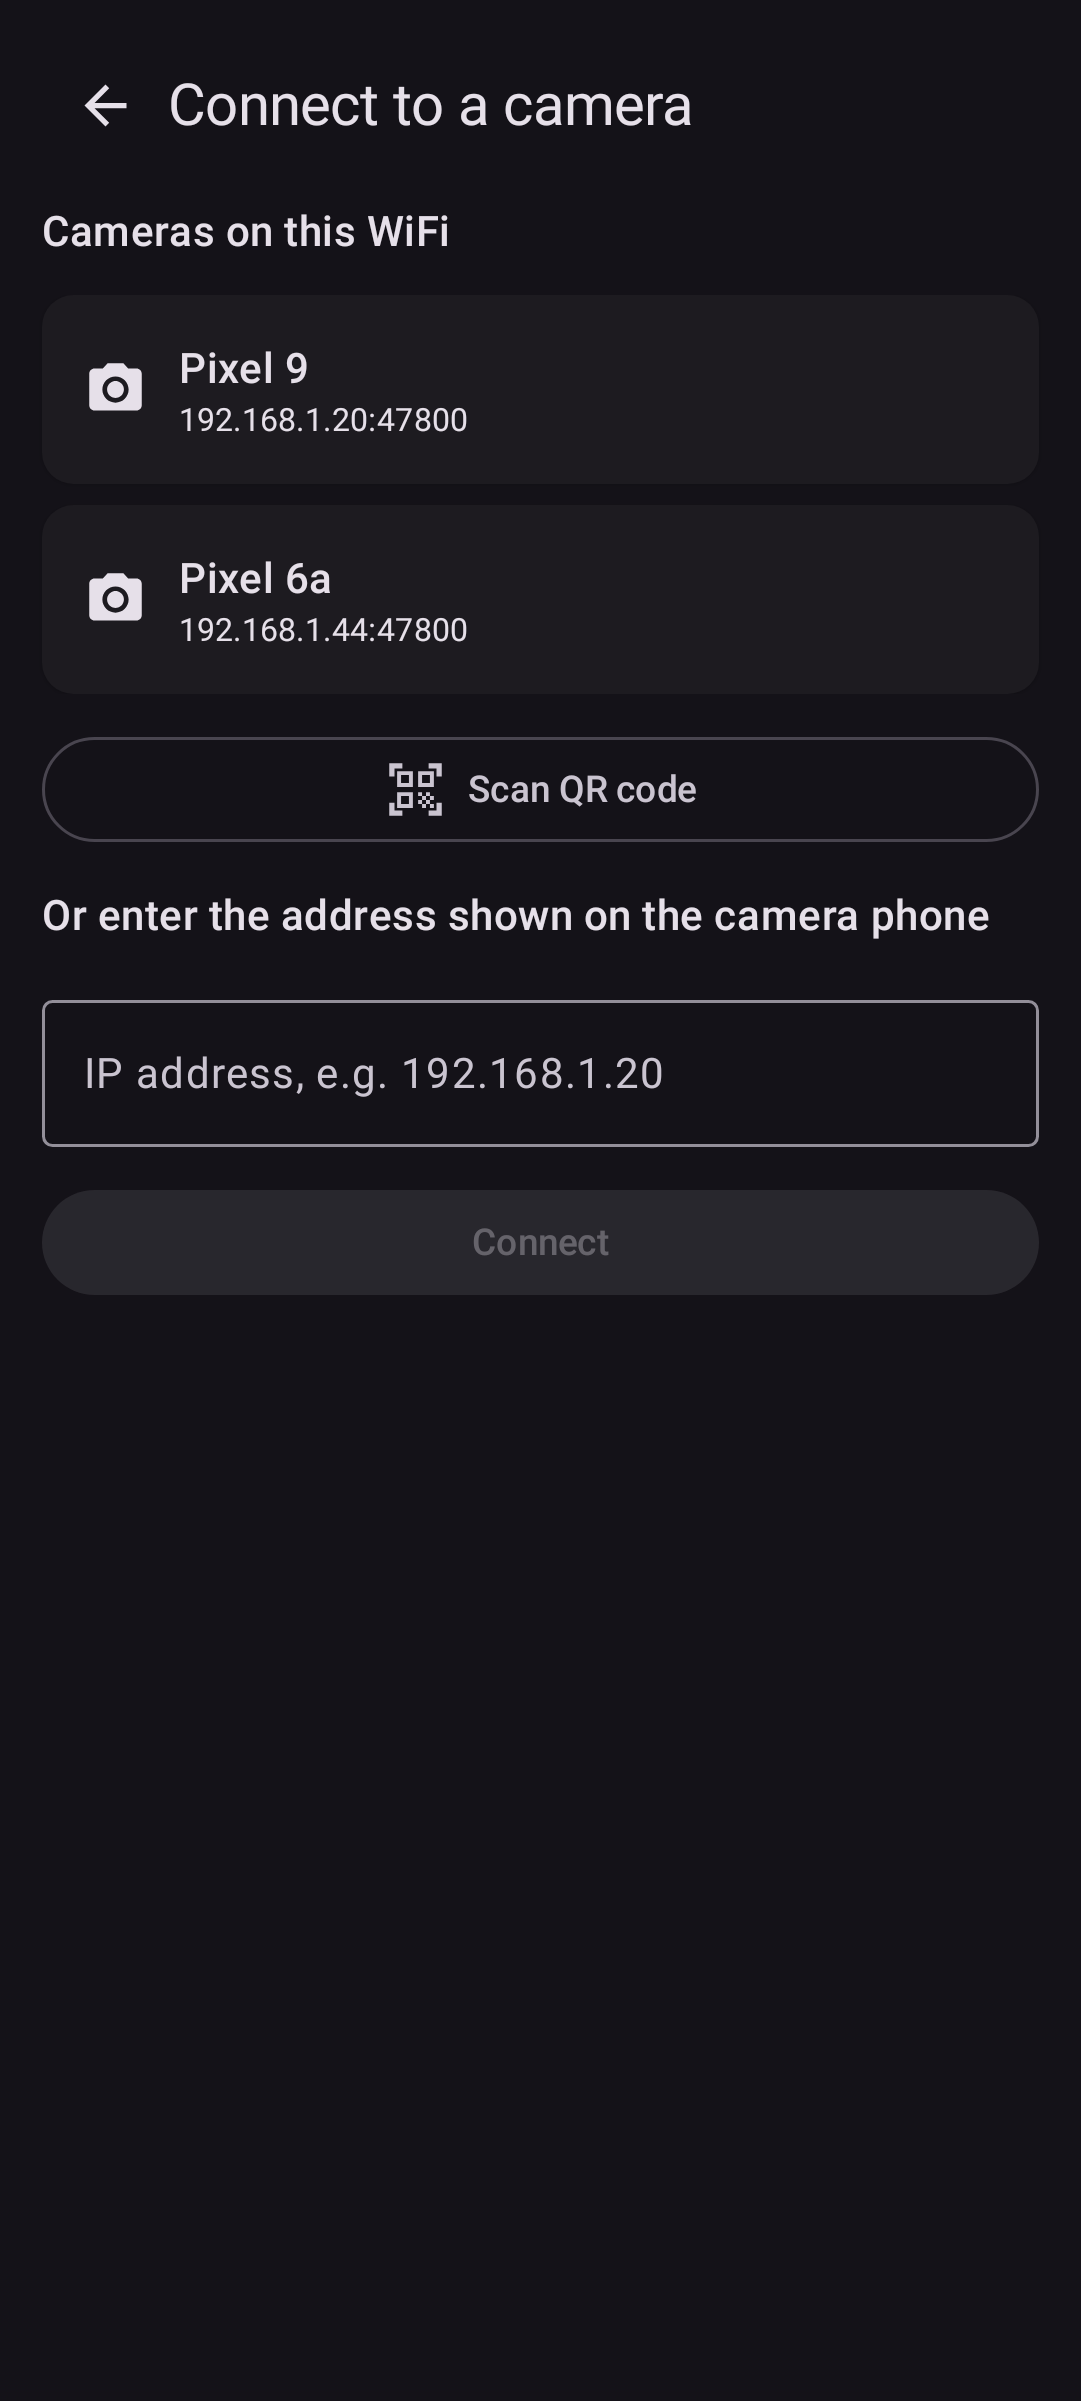 Connect to a camera
Cameras on this WiFi
Pixel 9
192.168.1.20:47800
Pixel 6a
192.168.1.44:47800
Scan QR code
Or enter the address shown on the camera phone
IP address, e.g. 192.168.1.20
Connect